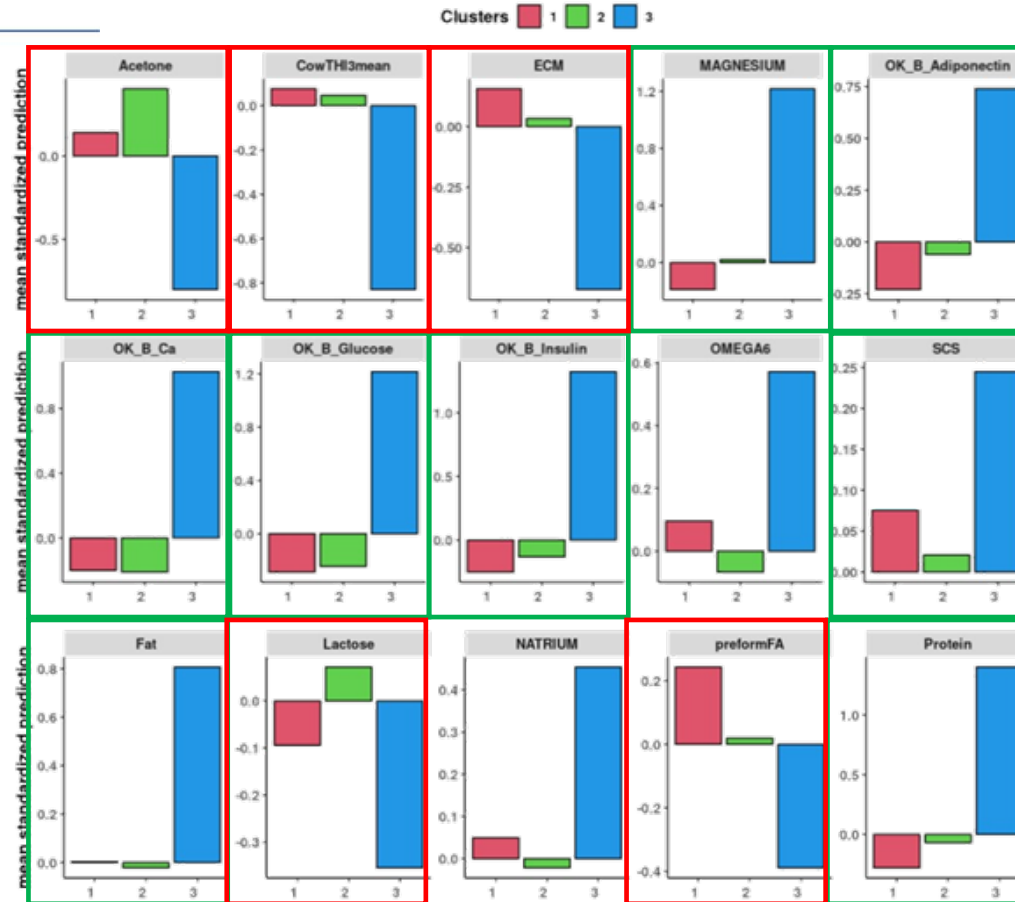 Clusters 1 2 3
mean standardized prediction
Acetone
0.0
-0.5
1 2 3
CowTHI3mean
0.0
-0.2
-0.4
-0.6
-0.8
1 2 3
ECM
0.00
-0.25
-0.50
1 2 3
MAGNESIUM
1.2
0.8
0.4
0.0
1 2 3
OK_B_Adiponectin
0.75
0.50
0.25
0.00
-0.25
1 2 3
mean standardized prediction
OK_B_Ca
0.8
0.4
0.0
1 2 3
OK_B_Glucose
1.2
0.4
0.4
0.0
1 2 3
OK_B_Insulin
1.0
0.5
0.0
1 2 3
OMEGA6
0.6
0.4
0.2
0.0
1 2 3
SCS
0.25
0.20
0.10
0.05
0.00
1 2 3
mean standardized prediction
Fat
0.8
0.6
0.4
0.2
0.0
1 2 3
Lactose
0.0
-0.1
-0.3
1 2 3
NATRIUM
0.4
0.3
0.2
0.1
0.0
1 2 3
preformFA
0.2
0.0
-0.2
-0.4
1 2 3
Protein
1.0
0.5
0.0
1 2 3